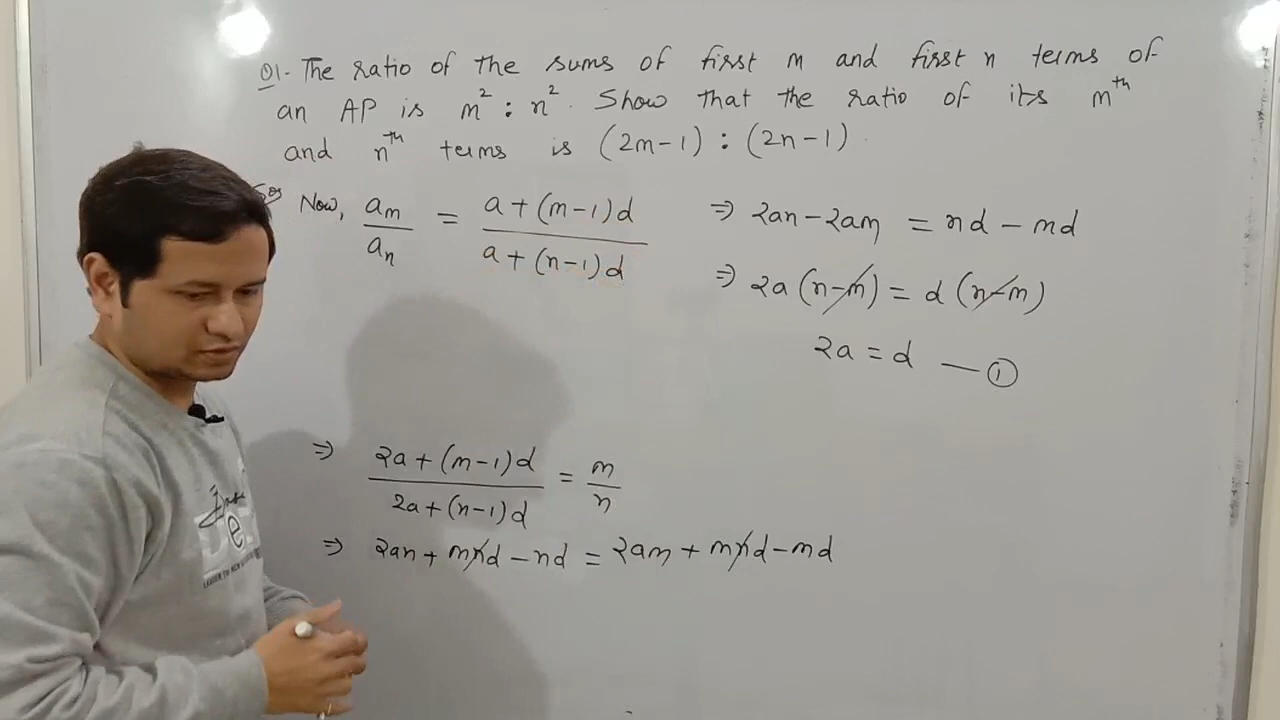 Q1- The ratio of the sums of first m and first n terms of
an AP is m² : n². Show that the ratio of its mᵗʰ
and nᵗʰ terms is (2m-1) : (2n-1).
Now, aₘ/aₙ = (a+(m-1)d)/(a+(n-1)d)
⇒ (2a+(m-1)d)/(2a+(n-1)d) = m/n
⇒ 2an + mnd - nd = 2am + mnd - md
⇒ 2an - 2am = nd - md
⇒ 2a(n-m) = d(n-m)
2a = d — ①
e